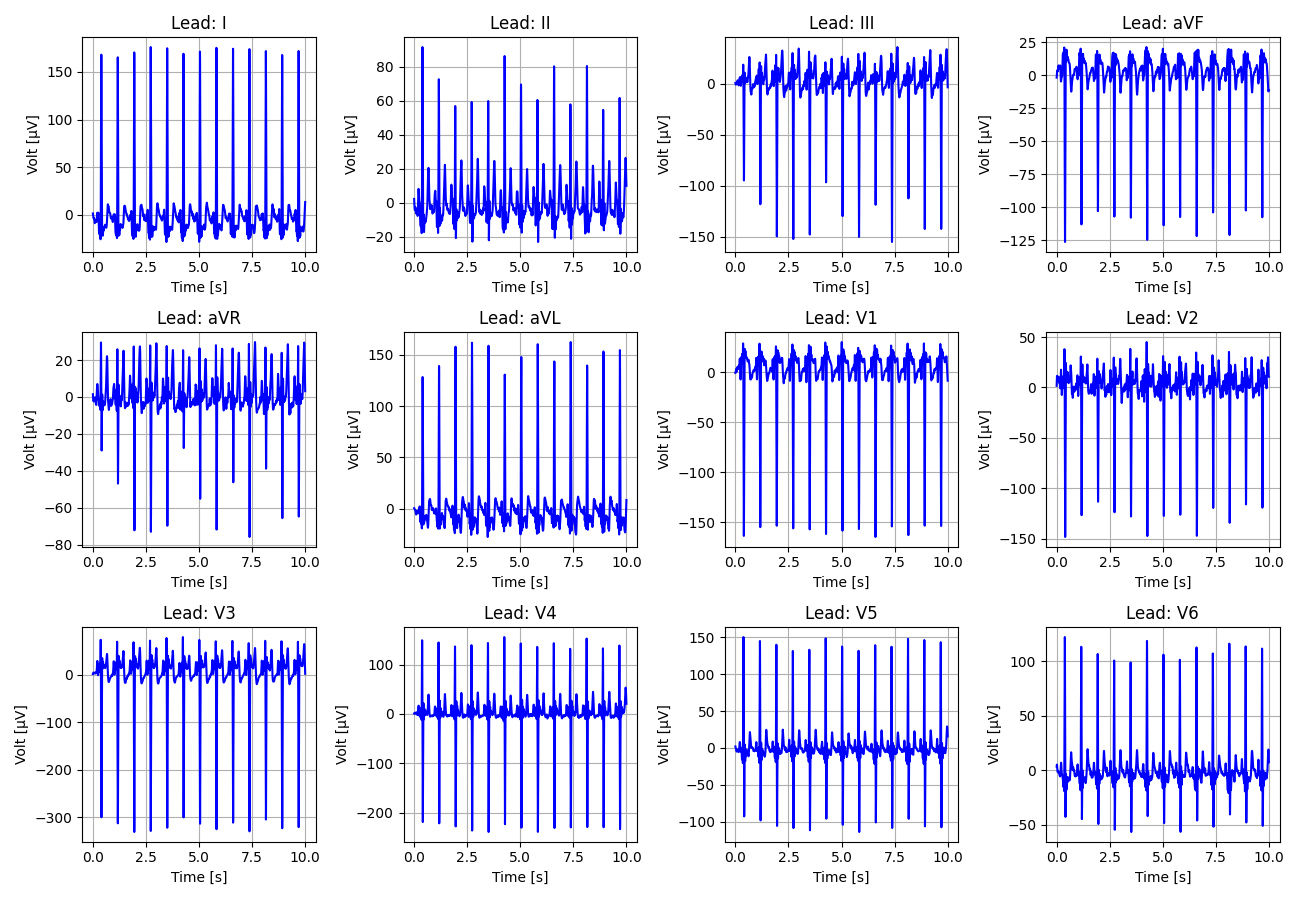 Lead: I
Lead: II
Lead: III
Lead: aVF
Volt [µV]
150
100
50
0
0.0 2.5 5.0 7.5 10.0
Time [s]
Volt [µV]
80
60
40
20
0
−20
0.0 2.5 5.0 7.5 10.0
Time [s]
Volt [µV]
0
−50
−100
−150
0.0 2.5 5.0 7.5 10.0
Time [s]
Volt [µV]
25
0
−25
−50
−75
−100
−125
0.0 2.5 5.0 7.5 10.0
Time [s]
Lead: aVR
Lead: aVL
Lead: V1
Lead: V2
Volt [µV]
20
0
−20
−40
−60
−80
0.0 2.5 5.0 7.5 10.0
Time [s]
Volt [µV]
150
100
50
0
0.0 2.5 5.0 7.5 10.0
Time [s]
Volt [µV]
0
−50
−100
−150
0.0 2.5 5.0 7.5 10.0
Time [s]
Volt [µV]
50
0
−50
−100
−150
0.0 2.5 5.0 7.5 10.0
Time [s]
Lead: V3
Lead: V4
Lead: V5
Lead: V6
Volt [µV]
0
−100
−200
−300
0.0 2.5 5.0 7.5 10.0
Time [s]
Volt [µV]
100
0
−100
−200
0.0 2.5 5.0 7.5 10.0
Time [s]
Volt [µV]
150
100
50
0
−50
−100
0.0 2.5 5.0 7.5 10.0
Time [s]
Volt [µV]
100
50
0
−50
0.0 2.5 5.0 7.5 10.0
Time [s]